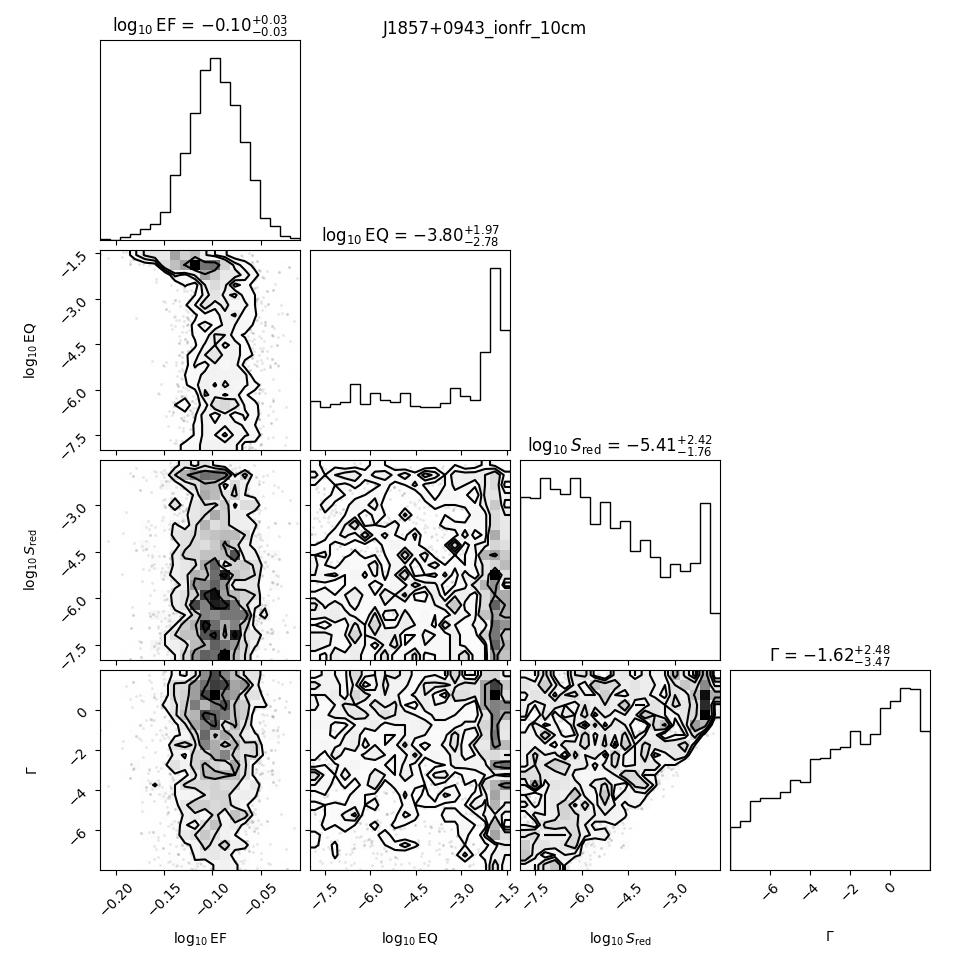 J1857+0943_ionfr_10cm
log₁₀ EF = −0.10^{+0.03}_{−0.03}
log₁₀ EQ = −3.80^{+1.97}_{−2.78}
log₁₀ EQ
−1.5
−3.0
−4.5
−6.0
−7.5
log₁₀ S_red = −5.41^{+2.42}_{−1.76}
log₁₀ S_red
−3.0
−4.5
−6.0
−7.5
Γ = −1.62^{+2.48}_{−3.47}
Γ
0
−2
−4
−6
−0.20 −0.15 −0.10 −0.05
log₁₀ EF
−7.5 −6.0 −4.5 −3.0 −1.5
log₁₀ EQ
−7.5 −6.0 −4.5 −3.0
log₁₀ S_red
−6 −4 −2 0
Γ